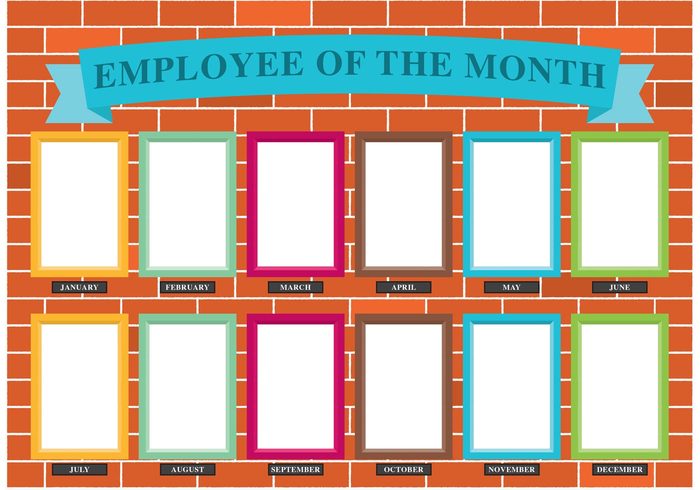 EMPLOYEE OF THE MONTH
JANUARY FEBRUARY MARCH APRIL MAY JUNE
JULY AUGUST SEPTEMBER OCTOBER NOVEMBER DECEMBER